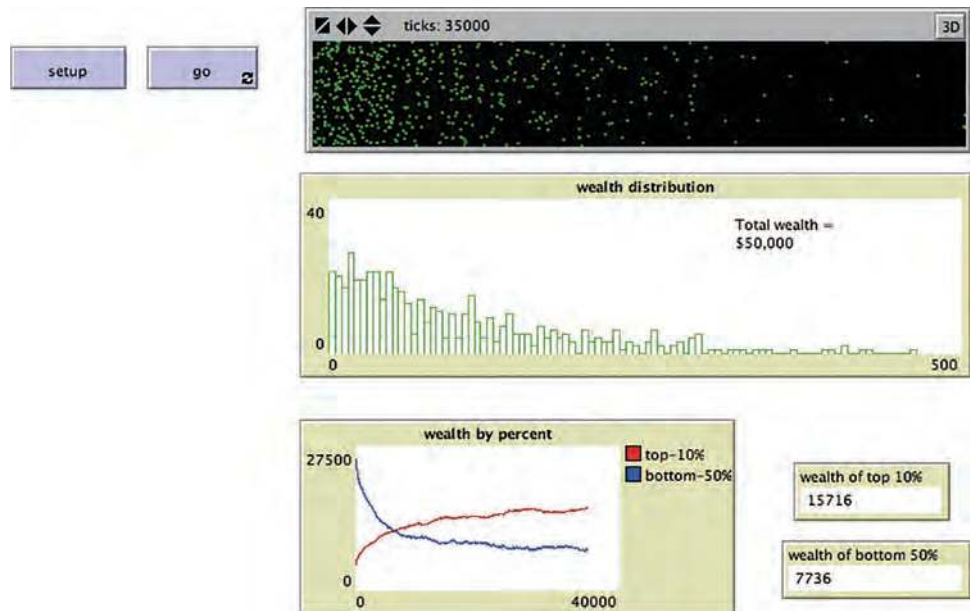 setup
go
ticks: 35000
3D
wealth distribution
40
Total wealth =
$50,000
0
0
500
wealth by percent
27500
top-10%
bottom-50%
0
0
40000
wealth of top 10%
15716
wealth of bottom 50%
7736